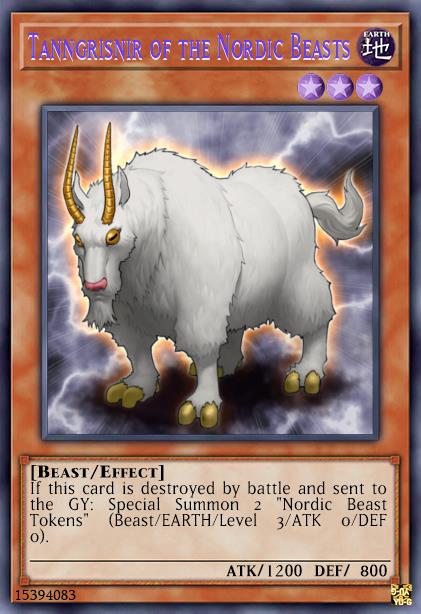 Tanngrisnir of the Nordic Beasts
EARTH
地
[Beast/Effect]
If this card is destroyed by battle and sent to
the GY: Special Summon 2 "Nordic Beast
Tokens" (Beast/EARTH/Level 3/ATK 0/DEF
0).
ATK/1200 DEF/ 800
15394083